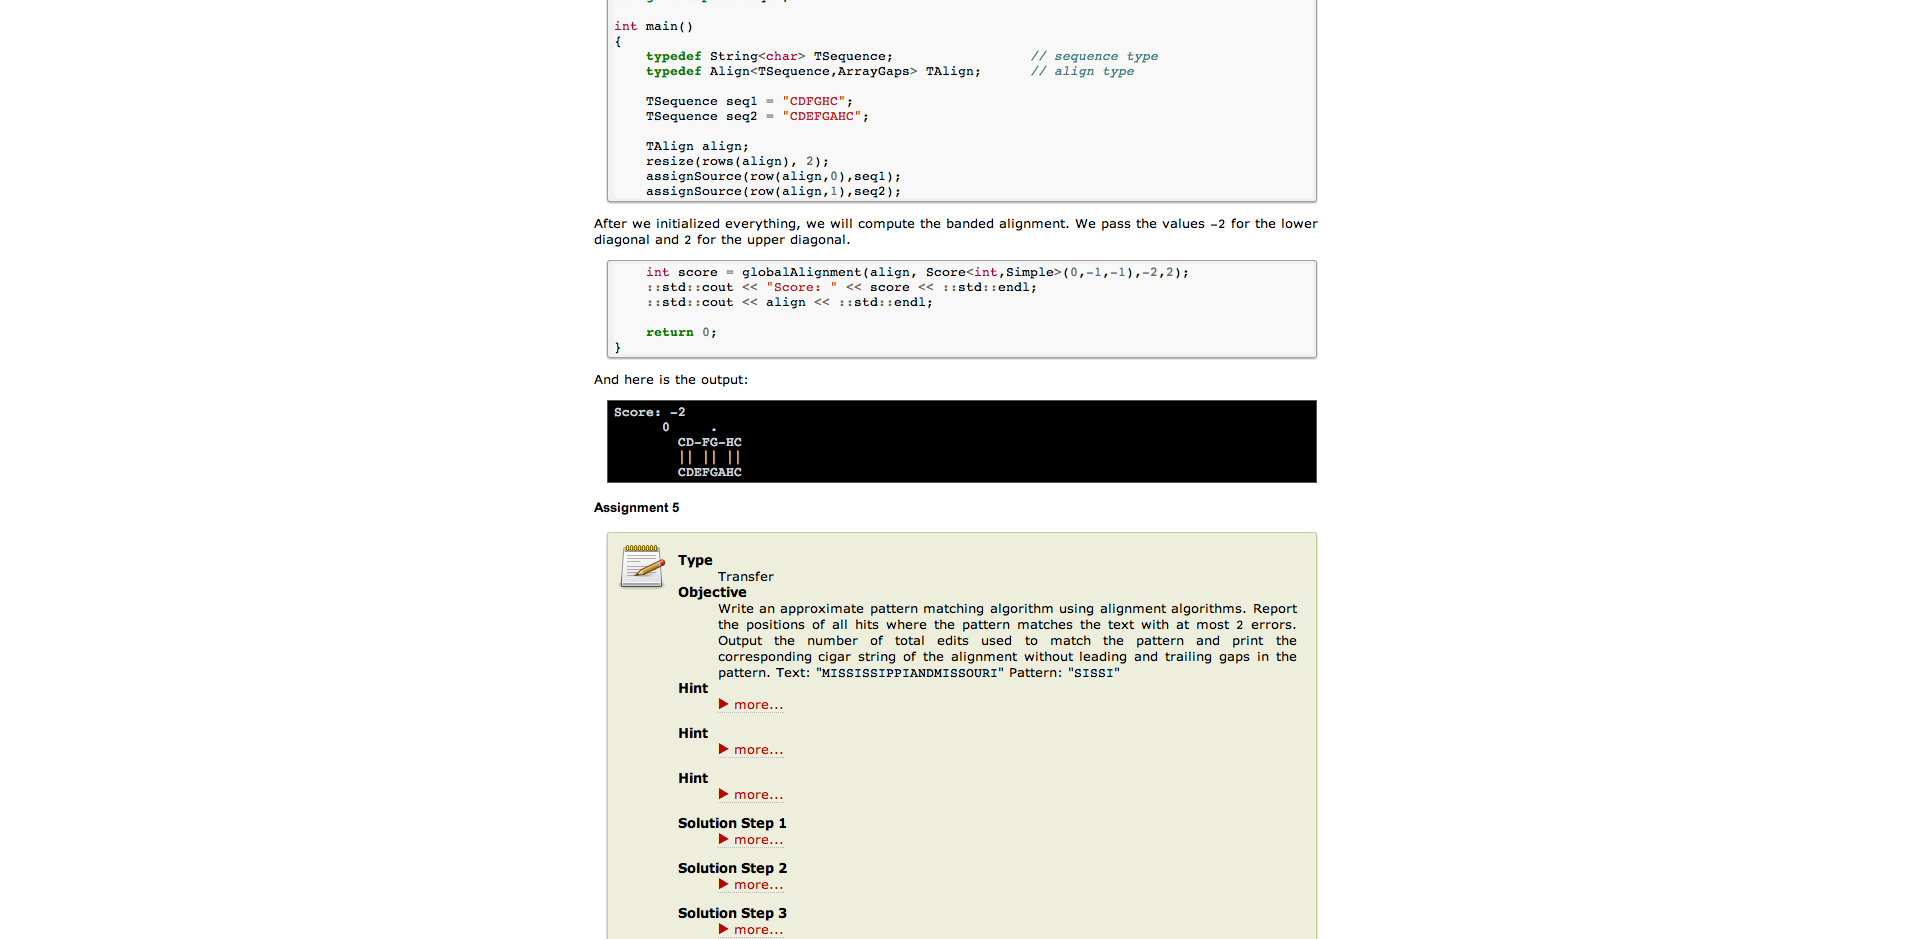 int main()
{
    typedef String<char> TSequence;                 // sequence type
    typedef Align<TSequence,ArrayGaps> TAlign;      // align type
    TSequence seq1 = "CDFGHC";
    TSequence seq2 = "CDEFGAHC";
    TAlign align;
    resize(rows(align), 2);
    assignSource(row(align,0),seq1);
    assignSource(row(align,1),seq2);
After we initialized everything, we will compute the banded alignment. We pass the values -2 for the lower
diagonal and 2 for the upper diagonal.
    int score = globalAlignment(align, Score<int,Simple>(0,-1,-1),-2,2);
    ::std::cout << "Score: " << score << ::std::endl;
    ::std::cout << align << ::std::endl;
    return 0;
}
And here is the output:
Score: -2
      0     .
        CD-FG-HC
        || || ||
        CDEFGAHC
Assignment 5
Type
Transfer
Objective
Write an approximate pattern matching algorithm using alignment algorithms. Report
the positions of all hits where the pattern matches the text with at most 2 errors.
Output the number of total edits used to match the pattern and print the
corresponding cigar string of the alignment without leading and trailing gaps in the
pattern. Text: "MISSISSIPPIANDMISSOURI" Pattern: "SISSI"
Hint
▶ more...
Hint
▶ more...
Hint
▶ more...
Solution Step 1
▶ more...
Solution Step 2
▶ more...
Solution Step 3
▶ more...